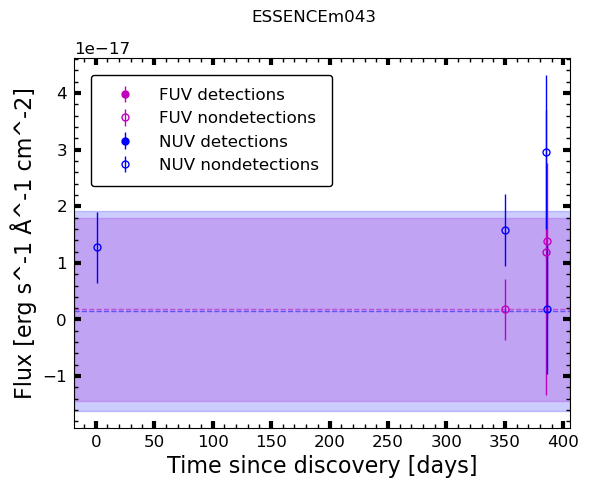 ESSENCEm043
1e−17
FUV detections
FUV nondetections
NUV detections
NUV nondetections
Flux [erg s^-1 Å^-1 cm^-2]
4
3
2
1
0
−1
0 50 100 150 200 250 300 350 400
Time since discovery [days]